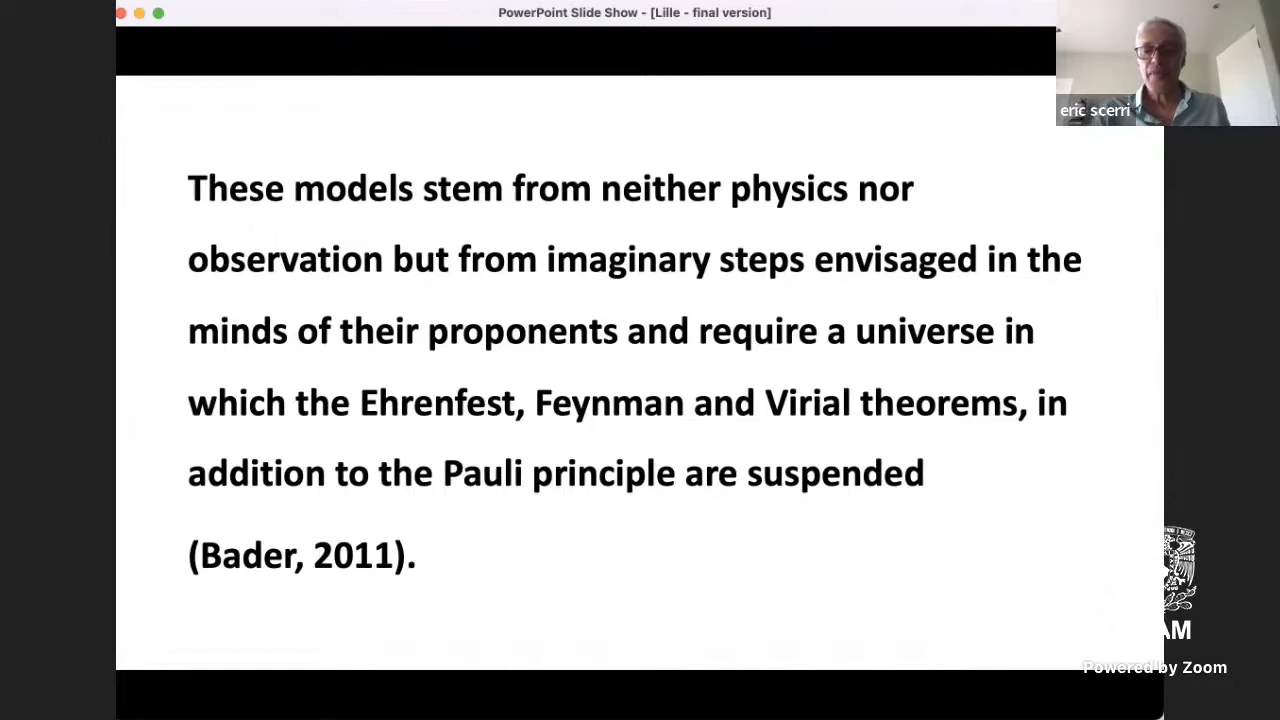 PowerPoint Slide Show - [Lille - final version]
eric scerri
These models stem from neither physics nor
observation but from imaginary steps envisaged in the
minds of their proponents and require a universe in
which the Ehrenfest, Feynman and Virial theorems, in
addition to the Pauli principle are suspended
(Bader, 2011).
AM
Powered by Zoom